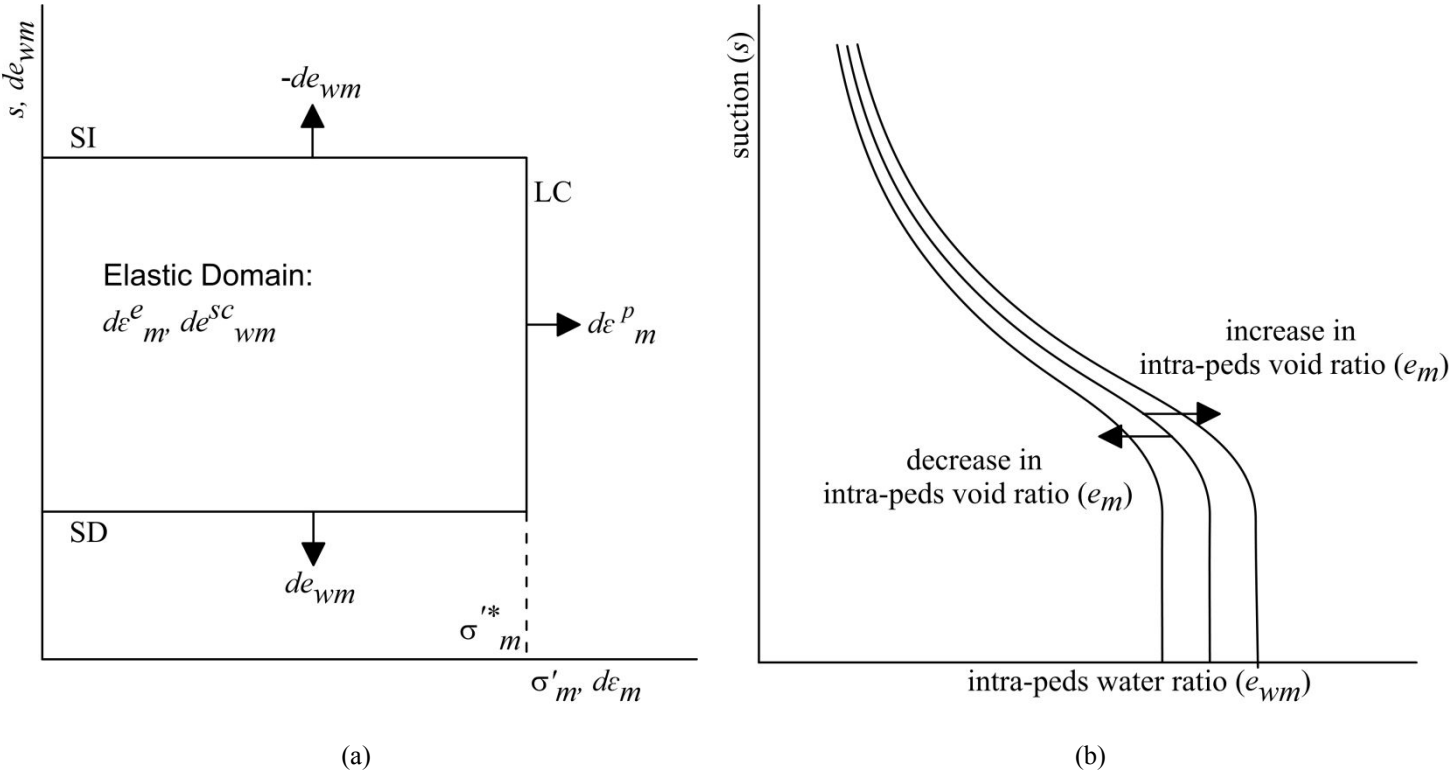 s, de_wm
-de_wm
SI
LC
Elastic Domain:
dε^e_m, de^sc_wm
dε^p_m
SD
de_wm
σ'^*_m
σ'_m, dε_m
(a)
suction (s)
increase in
intra-peds void ratio (e_m)
decrease in
intra-peds void ratio (e_m)
intra-peds water ratio (e_wm)
(b)